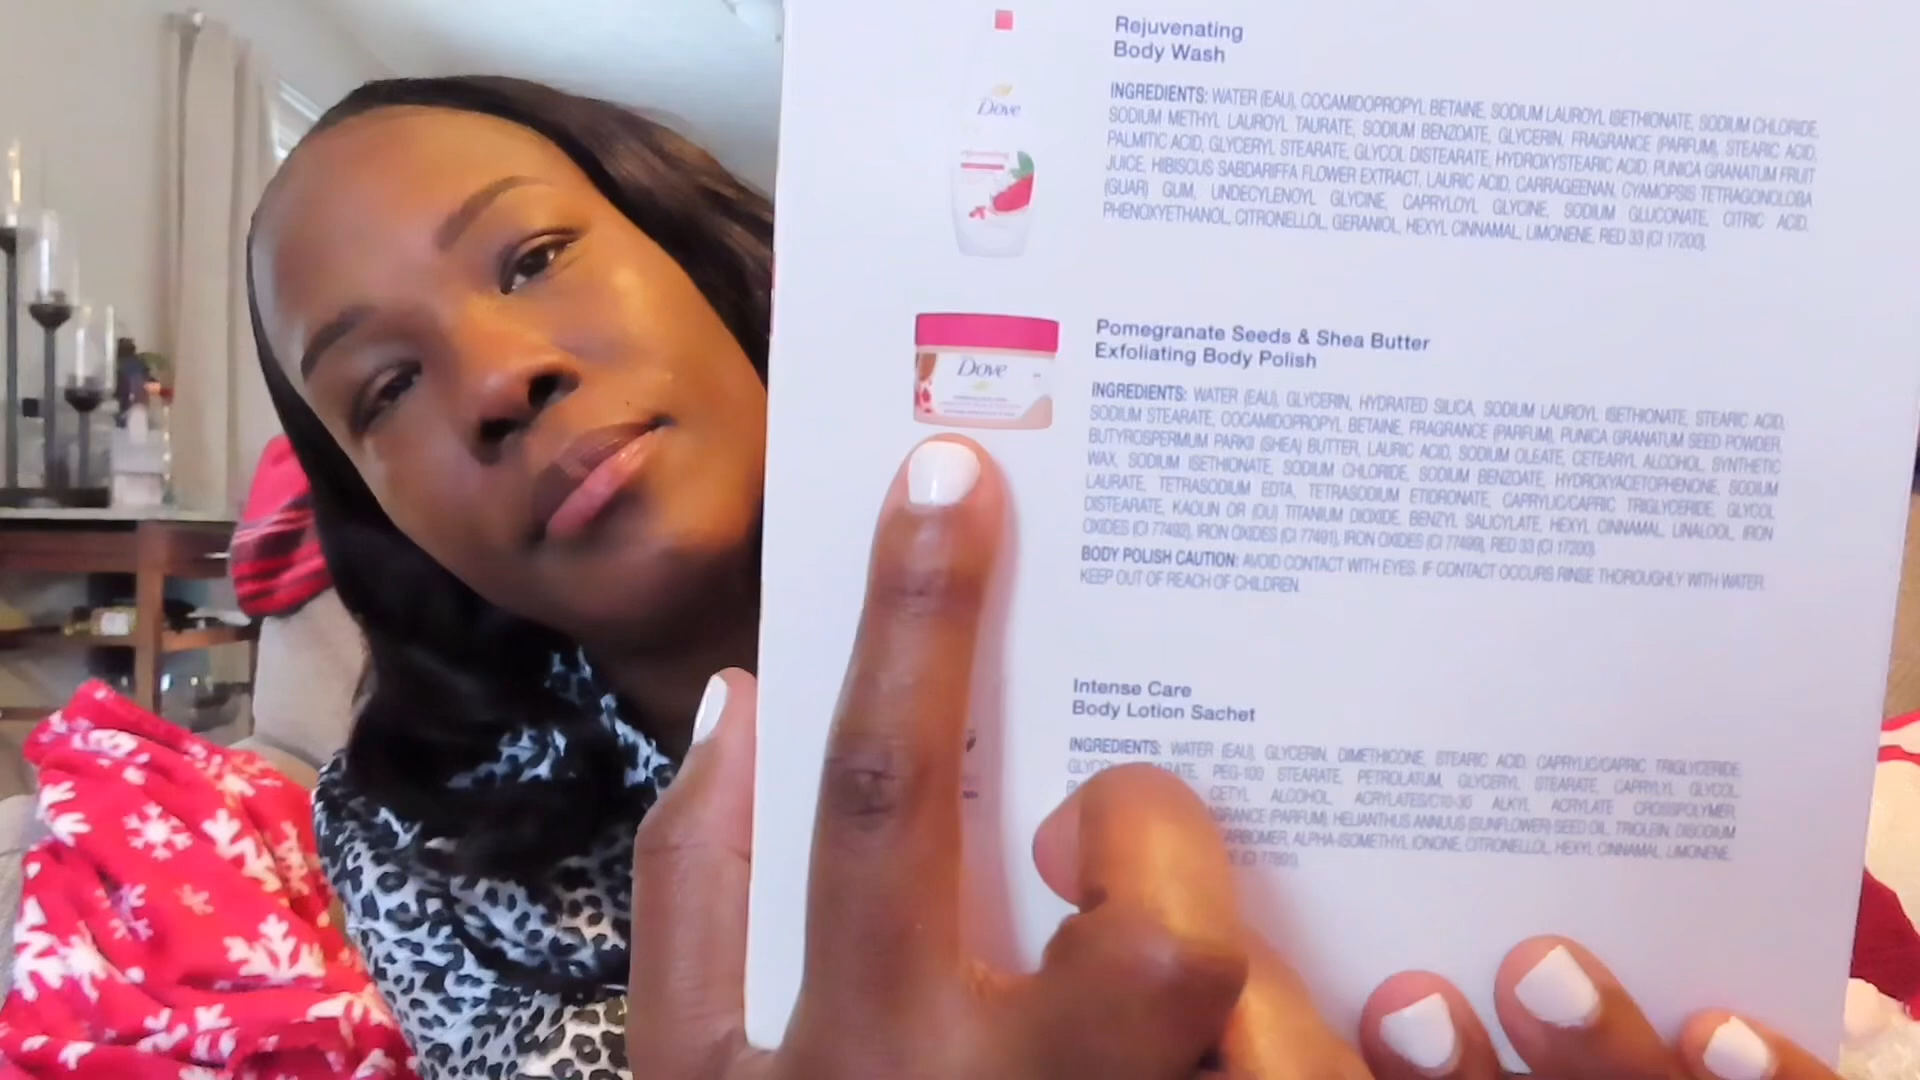 Rejuvenating
Body Wash
Dove
INGREDIENTS: WATER (EAU), COCAMIDOPROPYL BETAINE, SODIUM LAUROYL ISETHIONATE, SODIUM CHLORIDE,
SODIUM METHYL LAUROYL TAURATE, SODIUM BENZOATE, GLYCERIN, FRAGRANCE (PARFUM), STEARIC ACID,
PALMITIC ACID, GLYCERYL STEARATE, GLYCOL DISTEARATE, HYDROXYSTEARIC ACID, PUNICA GRANATUM FRUIT
JUICE, HIBISCUS SABDARIFFA FLOWER EXTRACT, LAURIC ACID, CARRAGEENAN, CYAMOPSIS TETRAGONOLOBA
(GUAR) GUM, UNDECYLENOYL GLYCINE, CAPRYLOYL GLYCINE, SODIUM GLUCONATE, CITRIC ACID,
PHENOXYETHANOL, CITRONELLOL, GERANIOL, HEXYL CINNAMAL, LIMONENE, RED 33 (CI 17200).
Pomegranate Seeds & Shea Butter
Exfoliating Body Polish
Dove
INGREDIENTS: WATER (EAU), GLYCERIN, HYDRATED SILICA, SODIUM LAUROYL ISETHIONATE, STEARIC ACID,
SODIUM STEARATE, COCAMIDOPROPYL BETAINE, FRAGRANCE (PARFUM), PUNICA GRANATUM SEED POWDER,
BUTYROSPERMUM PARKII (SHEA) BUTTER, LAURIC ACID, SODIUM OLEATE, CETEARYL ALCOHOL, SYNTHETIC
WAX, SODIUM ISETHIONATE, SODIUM CHLORIDE, SODIUM BENZOATE, HYDROXYACETOPHENONE, SODIUM
LAURATE, TETRASODIUM EDTA, TETRASODIUM ETIDRONATE, CAPRYLIC/CAPRIC TRIGLYCERIDE, GLYCOL
DISTEARATE, KAOLIN OR (OU) TITANIUM DIOXIDE, BENZYL SALICYLATE, HEXYL CINNAMAL, LINALOOL, IRON
OXIDES (CI 77492), IRON OXIDES (CI 77491), IRON OXIDES (CI 77499), RED 33 (CI 17200).
BODY POLISH CAUTION: AVOID CONTACT WITH EYES. IF CONTACT OCCURS RINSE THOROUGHLY WITH WATER.
KEEP OUT OF REACH OF CHILDREN.
Intense Care
Body Lotion Sachet
INGREDIENTS: WATER (EAU), GLYCERIN, DIMETHICONE, STEARIC ACID, CAPRYLIC/CAPRIC TRIGLYCERIDE,
PEG-100 STEARATE, PETROLATUM, GLYCERYL STEARATE, CAPRYLYL GLYCOL,
CETYL ALCOHOL, ACRYLATES/C10-30 ALKYL ACRYLATE CROSSPOLYMER,
(PARFUM), HELIANTHUS ANNUUS (SUNFLOWER) SEED OIL, TRIOLEIN, DISODIUM
ALPHA-ISOMETHYL IONONE, CITRONELLOL, HEXYL CINNAMAL, LIMONENE,